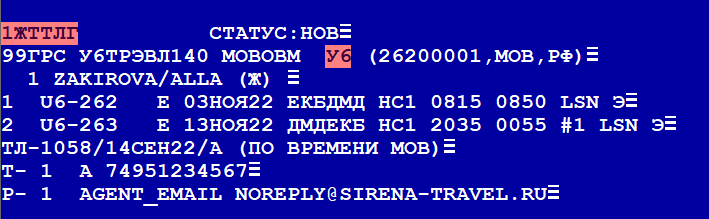 1ЖТТЛГ СТАТУС:НОВ≡
99ГРС У6ТРЭВЛ140 МОВОВМ У6 (26200001,МОВ,РФ)≡
1 ZAKIROVA/ALLA (Ж) ≡
1 U6-262 Е 03НОЯ22 ЕКБДМД НС1 0815 0850 LSN Э≡
2 U6-263 Е 13НОЯ22 ДМДЕКБ НС1 2035 0055 #1 LSN Э≡
ТЛ-1058/14СЕН22/А (ПО ВРЕМЕНИ МОВ)≡
Т- 1 А 74951234567≡
Р- 1 AGENT_EMAIL NOREPLY@SIRENA-TRAVEL.RU≡